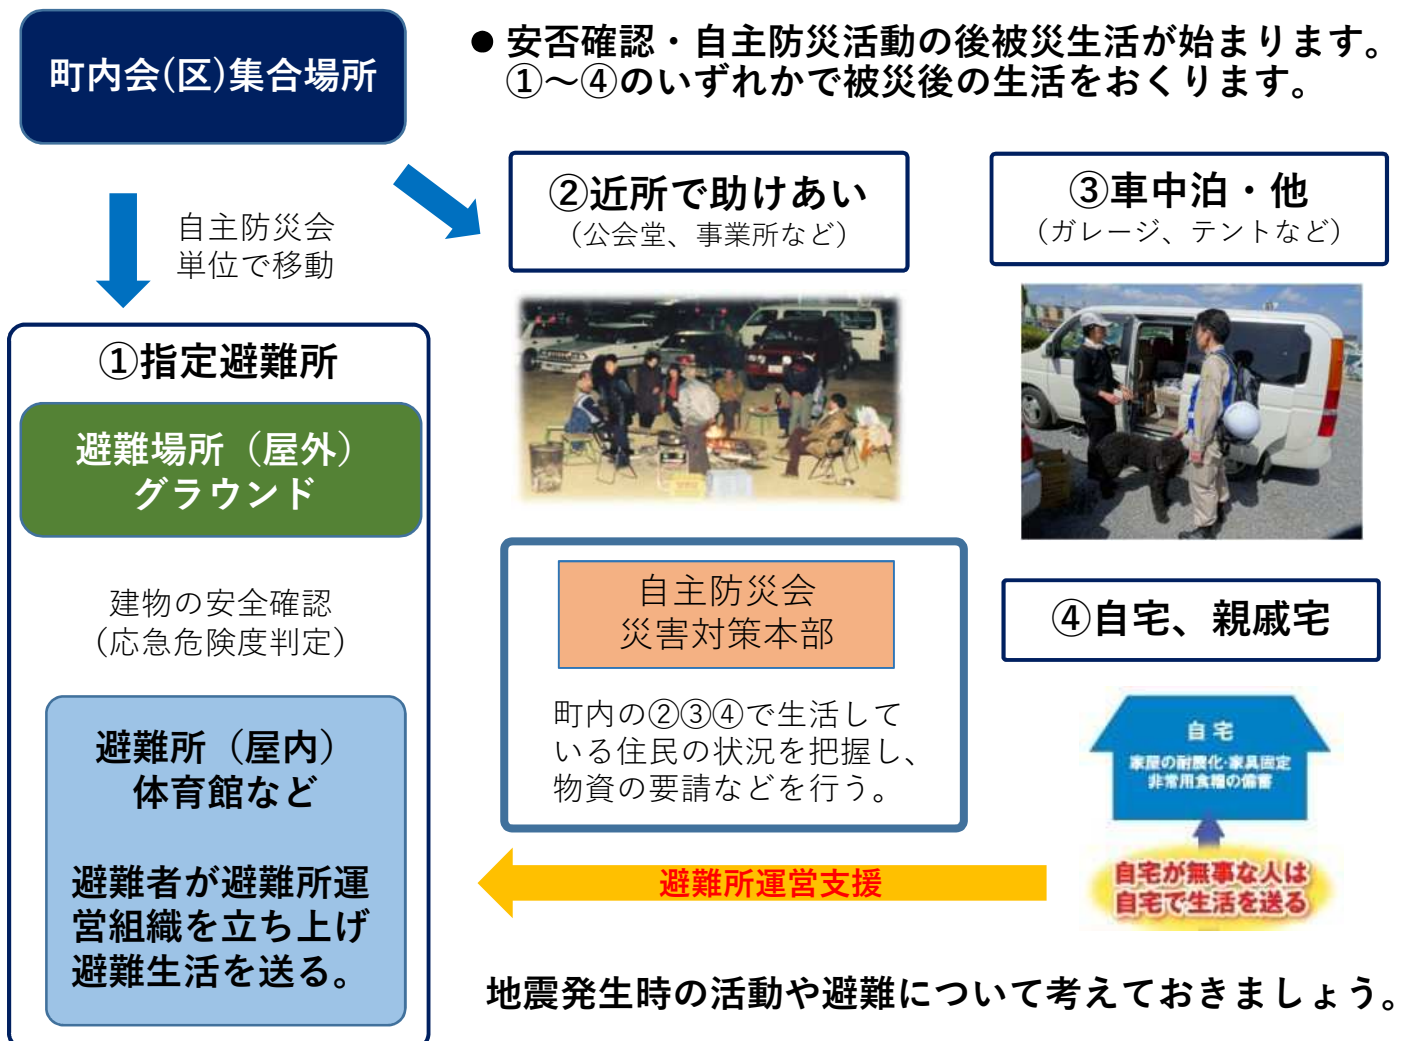 町内会(区)集合場所
● 安否確認・自主防災活動の後被災生活が始まります。
①～④のいずれかで被災後の生活をおくります。
自主防災会
単位で移動
①指定避難所
避難場所（屋外）
グラウンド
建物の安全確認
(応急危険度判定)
避難所（屋内）
体育館など
避難者が避難所運
営組織を立ち上げ
避難生活を送る。
②近所で助けあい
（公会堂、事業所など）
③車中泊・他
（ガレージ、テントなど）
自主防災会
災害対策本部
町内の②③④で生活して
いる住民の状況を把握し、
物資の要請などを行う。
④自宅、親戚宅
自宅
家屋の耐震化・家具固定
非常用食糧の備蓄
自宅が無事な人は
自宅で生活を送る
避難所運営支援
地震発生時の活動や避難について考えておきましょう。